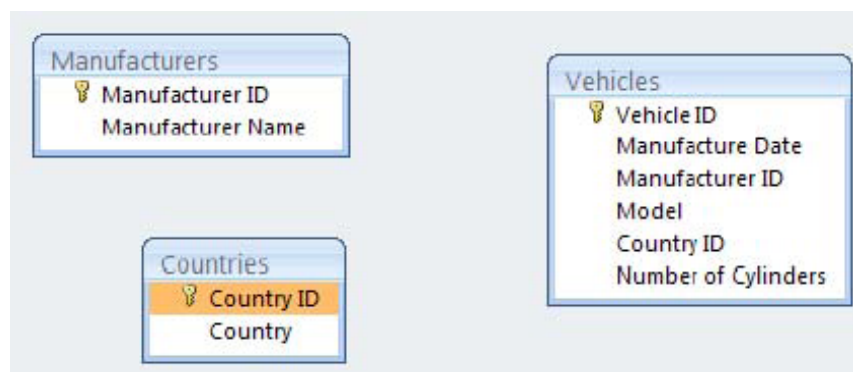 Manufacturers
Manufacturer ID
Manufacturer Name
Vehicles
Vehicle ID
Manufacture Date
Manufacturer ID
Model
Country ID
Number of Cylinders
Countries
Country ID
Country